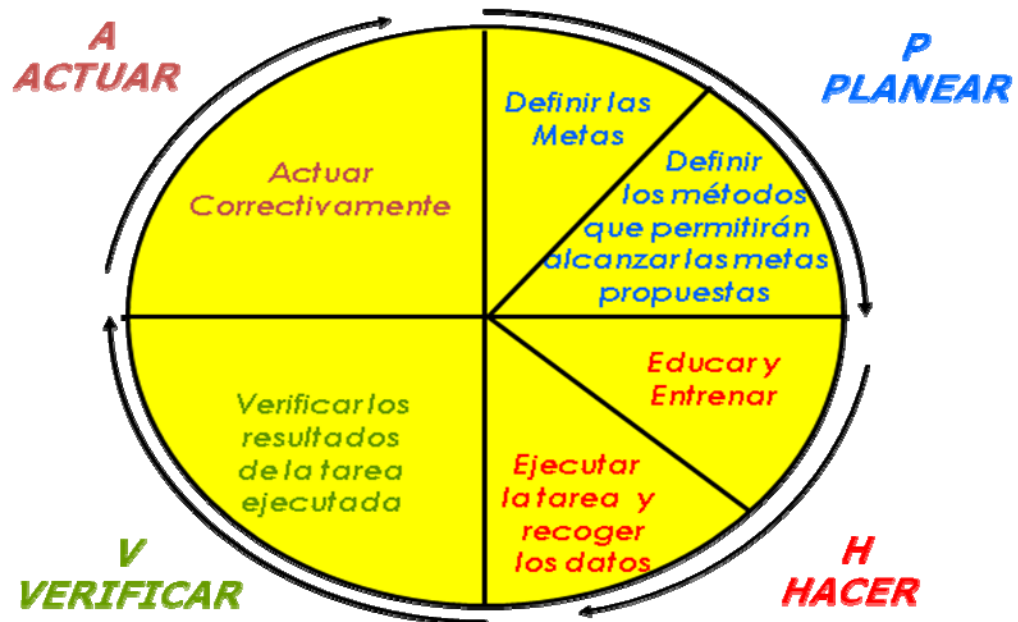 A
ACTUAR
P
PLANEAR
Definir las
Metas
Definir
los métodos
que permitirán
alcanzar las metas
propuestas
Actuar
Correctivamente
Educar y
Entrenar
Verificar los
resultados
de la tarea
ejecutada
Ejecutar
la tarea y
recoger
los datos
V
VERIFICAR
H
HACER